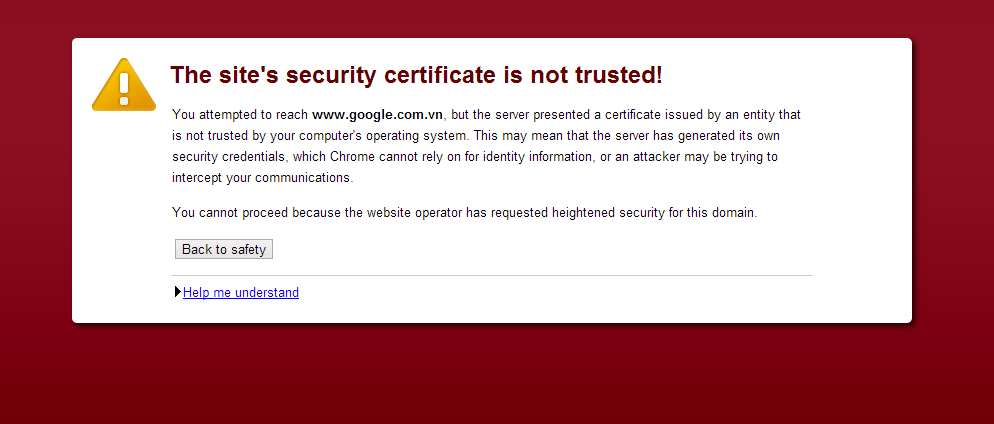 The site's security certificate is not trusted!
You attempted to reach www.google.com.vn, but the server presented a certificate issued by an entity that
is not trusted by your computer's operating system. This may mean that the server has generated its own
security credentials, which Chrome cannot rely on for identity information, or an attacker may be trying to
intercept your communications.
You cannot proceed because the website operator has requested heightened security for this domain.
Back to safety
Help me understand